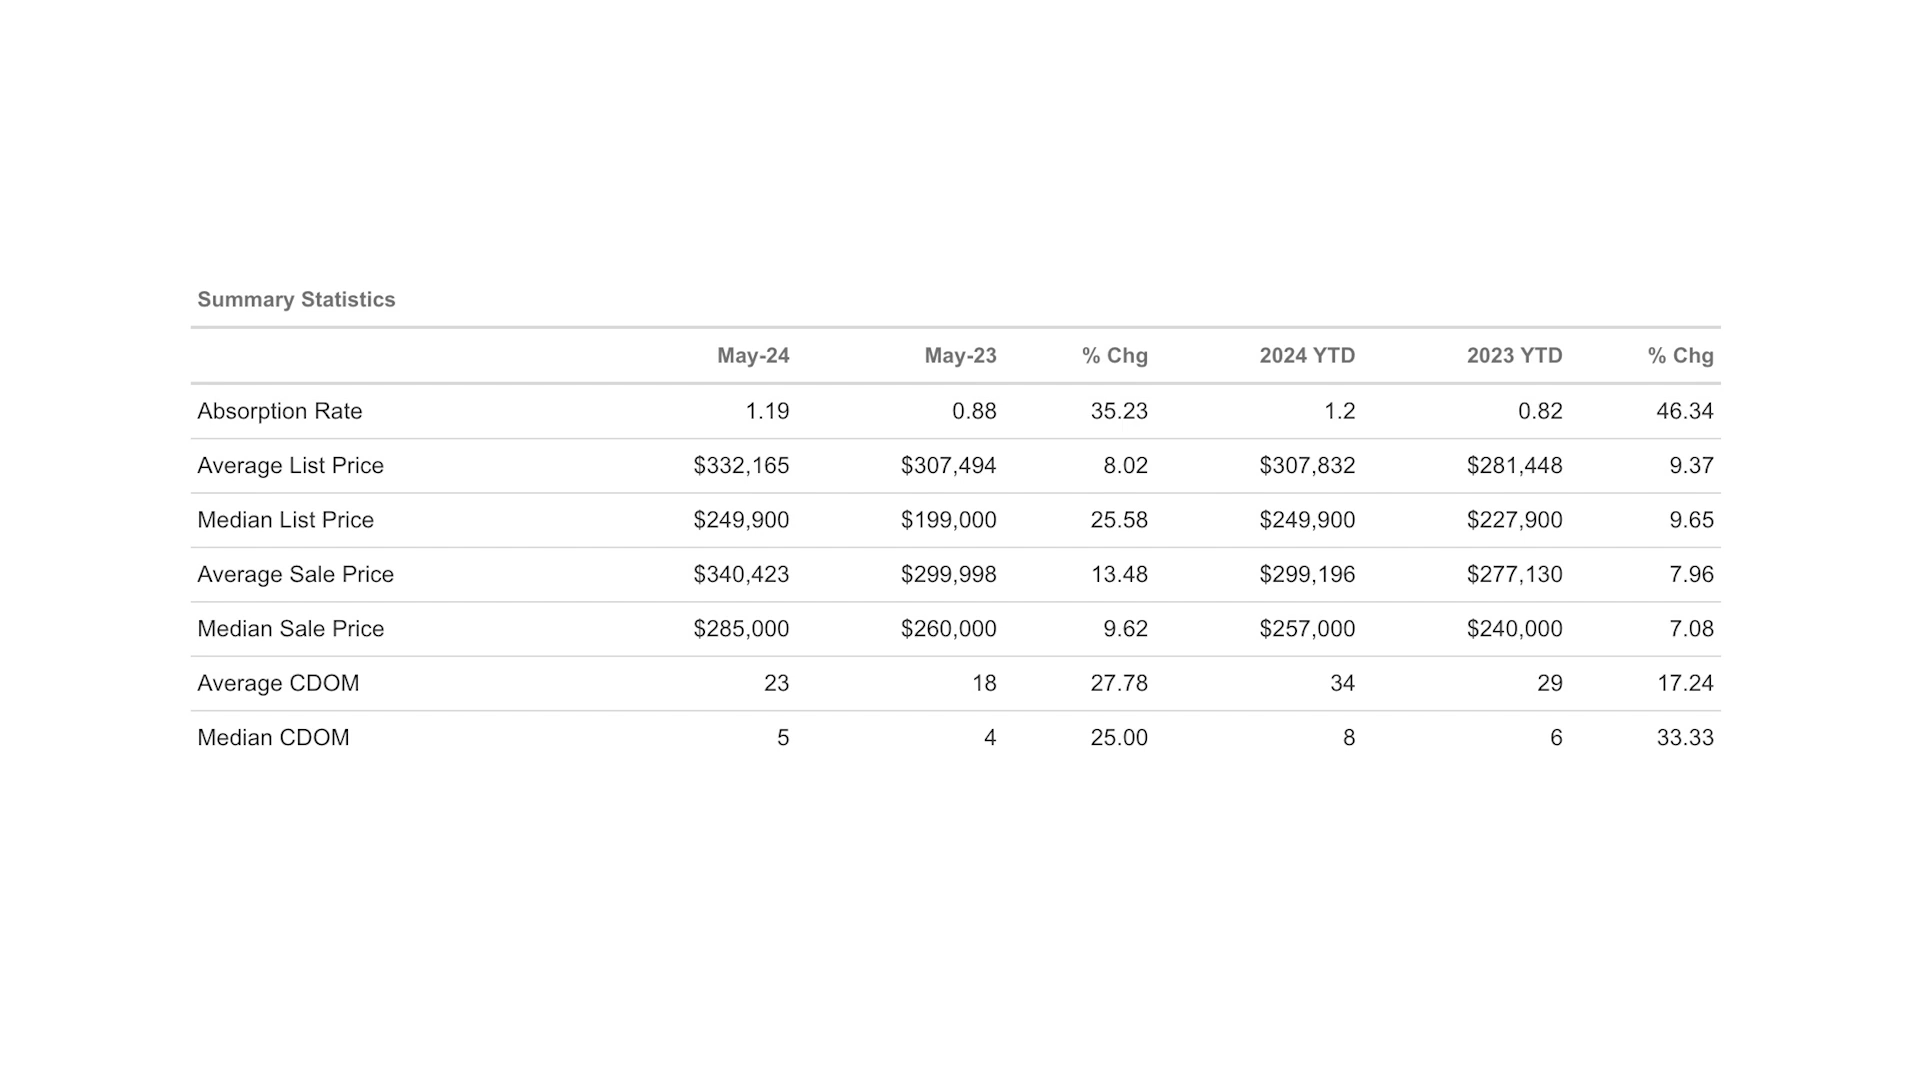 Summary Statistics
May-24 May-23 % Chg 2024 YTD 2023 YTD % Chg
Absorption Rate 1.19 0.88 35.23 1.2 0.82 46.34
Average List Price $332,165 $307,494 8.02 $307,832 $281,448 9.37
Median List Price $249,900 $199,000 25.58 $249,900 $227,900 9.65
Average Sale Price $340,423 $299,998 13.48 $299,196 $277,130 7.96
Median Sale Price $285,000 $260,000 9.62 $257,000 $240,000 7.08
Average CDOM 23 18 27.78 34 29 17.24
Median CDOM 5 4 25.00 8 6 33.33